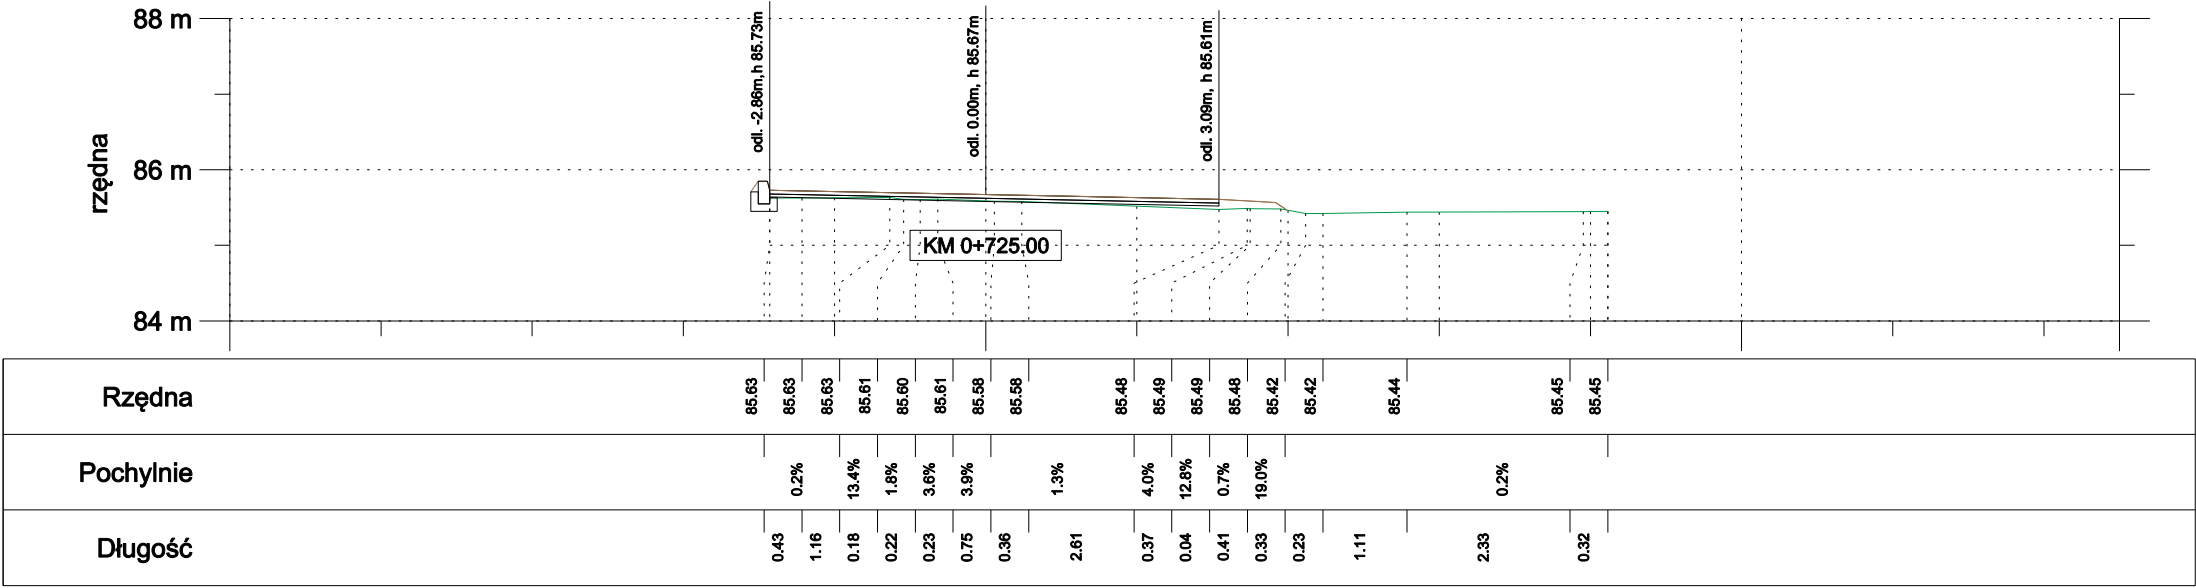 88 m
86 m
84 m
rzędna
odl. -2.86m,h 85.73m
odl. 0.00m, h 85.67m
odl. 3.09m, h 85.61m
KM 0+725.00
Rzędna
85.63 85.63 85.63 85.61 85.60 85.61 85.58 85.58 85.48 85.49 85.49 85.48 85.42 85.42 85.44 85.45 85.45
Pochylnie
0.2% 13.4% 1.8% 3.6% 3.9% 1.3% 4.0% 12.8% 0.7% 19.0% 0.2%
Długość
0.43 1.16 0.18 0.22 0.23 0.75 0.36 2.61 0.37 0.04 0.41 0.33 0.23 1.11 2.33 0.32